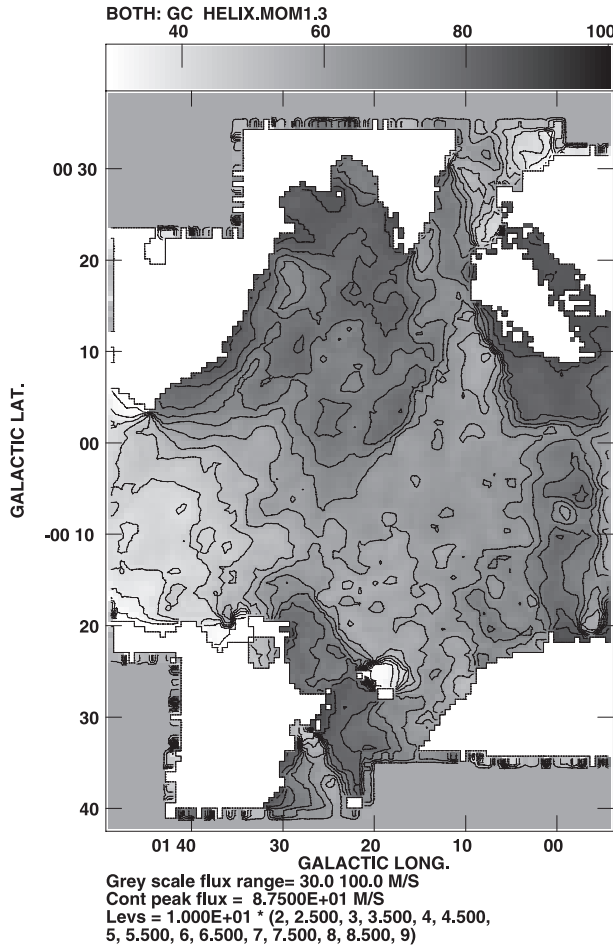 BOTH: GC HELIX.MOM1.3
40 60 80 100
00 30
20
10
00
-00 10
20
30
40
GALACTIC LAT.
01 40 30 20 10 00
GALACTIC LONG.
Grey scale flux range= 30.0 100.0 M/S
Cont peak flux = 8.7500E+01 M/S
Levs = 1.000E+01 * (2, 2.500, 3, 3.500, 4, 4.500,
5, 5.500, 6, 6.500, 7, 7.500, 8, 8.500, 9)